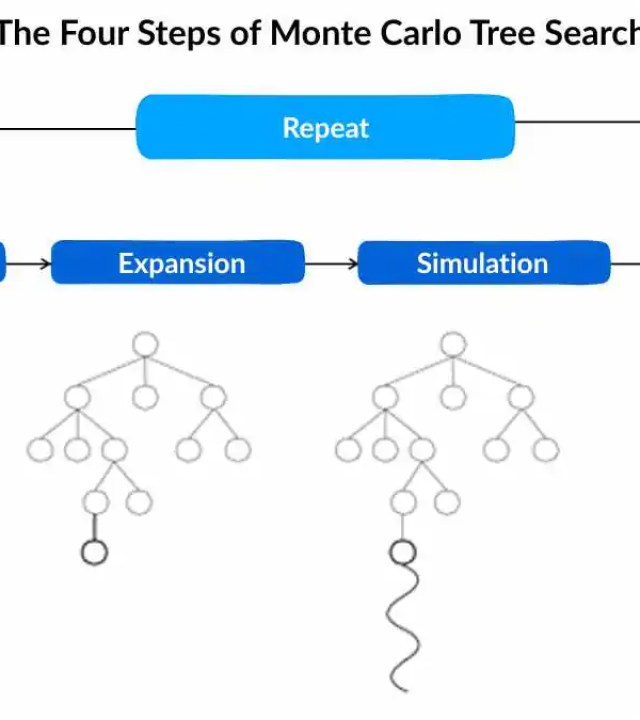 The Four Steps of Monte Carlo Tree Search
Repeat
Expansion
Simulation